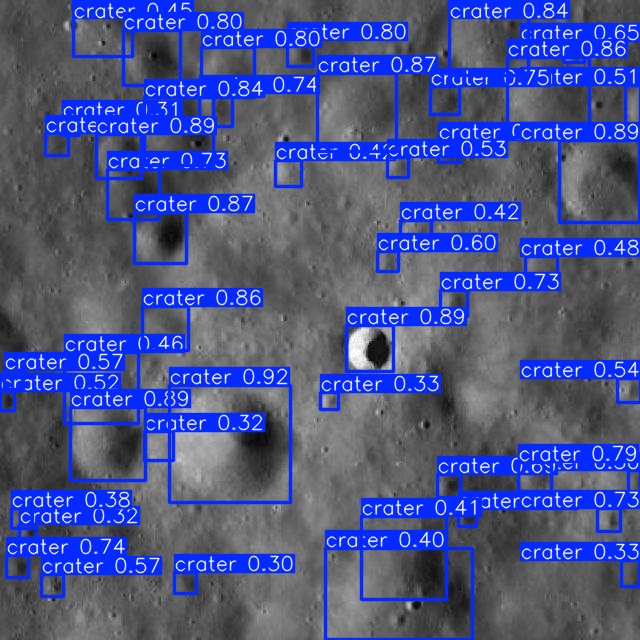 crater 0.45
crater 0.84
crater 0.80
crater 0.80
0.65
crater 0.80
crater 0.86
crater 0.87
0.75
0.51
crater 0.84
0.74
0.31
crater 0.89
crater
crater 0.89
crater 0.53
crater 0.73
crater 0.87
crater 0.42
crater 0.60
crater 0.48
crater 0.73
crater 0.86
crater 0.89
0.46
crater 0.57
crater 0.54
crater 0.92
crater 0.33
0.52
crater 0.89
crater 0.32
crater 0.79
crater
crater 0.38
0.73
crater 0.41
crater 0.32
crater 0.40
crater 0.74
crater 0.33
crater 0.57
crater 0.30